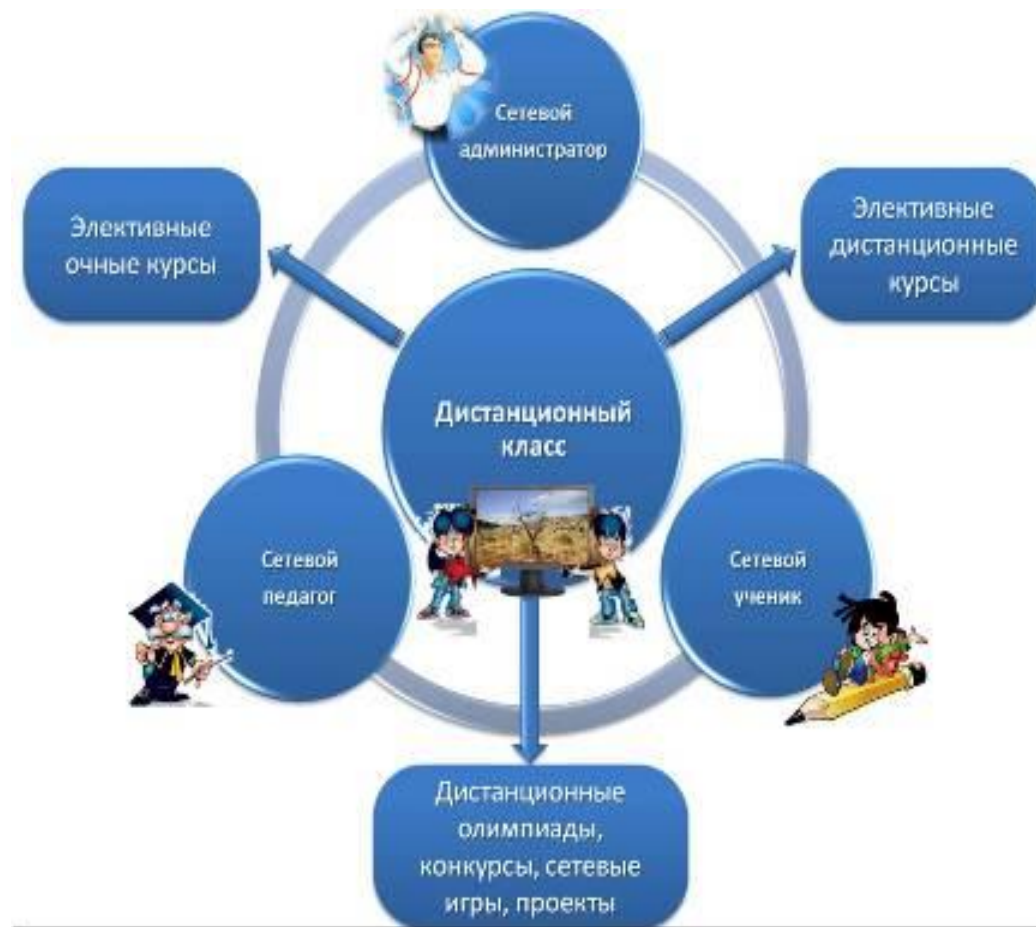 Сетевой
администратор
Элективные
очные курсы
Элективные
дистанционные
курсы
Дистанционный
класс
Сетевой
педагог
Сетевой
ученик
Дистанционные
олимпиады,
конкурсы, сетевые
игры, проекты